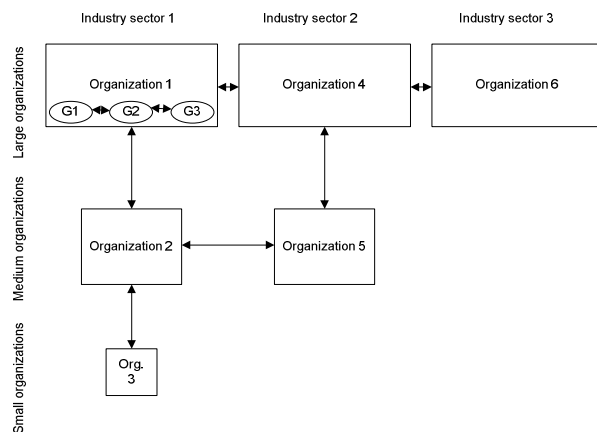 Industry sector 1
Industry sector 2
Industry sector 3
Large organizations
Organization 1
Organization 4
Organization 6
G1
G2
G3
Medium organizations
Organization 2
Organization 5
Small organizations
Org.
3